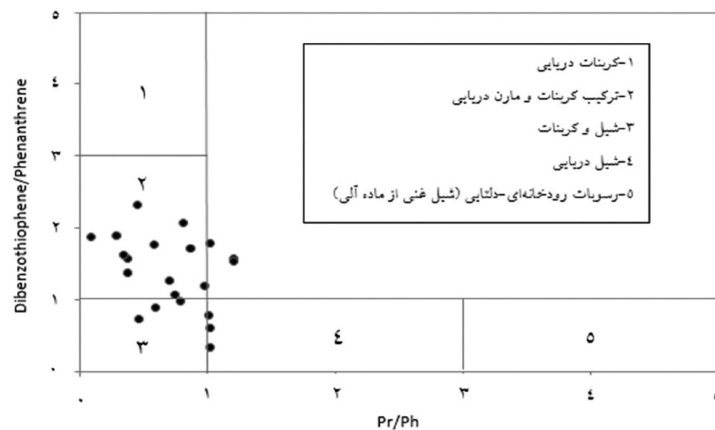 ۵
۴
۳
۲
۱
۰
Dibenzothiophene/Phenanthrene
۱
۲
۳
۴
۵
۱-کربنات دریایی
۲-ترکیب کربنات و مارن دریایی
۳-شیل و کربنات
۴-شیل دریایی
۵-رسوبات رودخانه‌ای-دلتایی (شیل غنی از ماده آلی)
۰
۱
۲
۳
۴
Pr/Ph